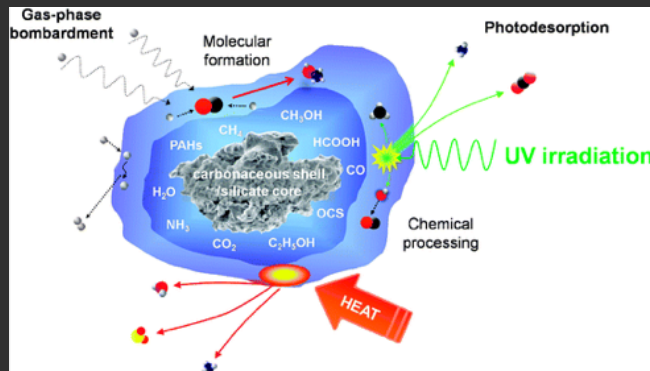 Gas-phase
bombardment
Molecular
formation
Photodesorption
CH₃OH
CH₄
PAHs
HCOOH
carbonaceous shell
/silicate core
CO
UV irradiation
H₂O
OCS
NH₃
CO₂
C₂H₅OH
Chemical
processing
HEAT